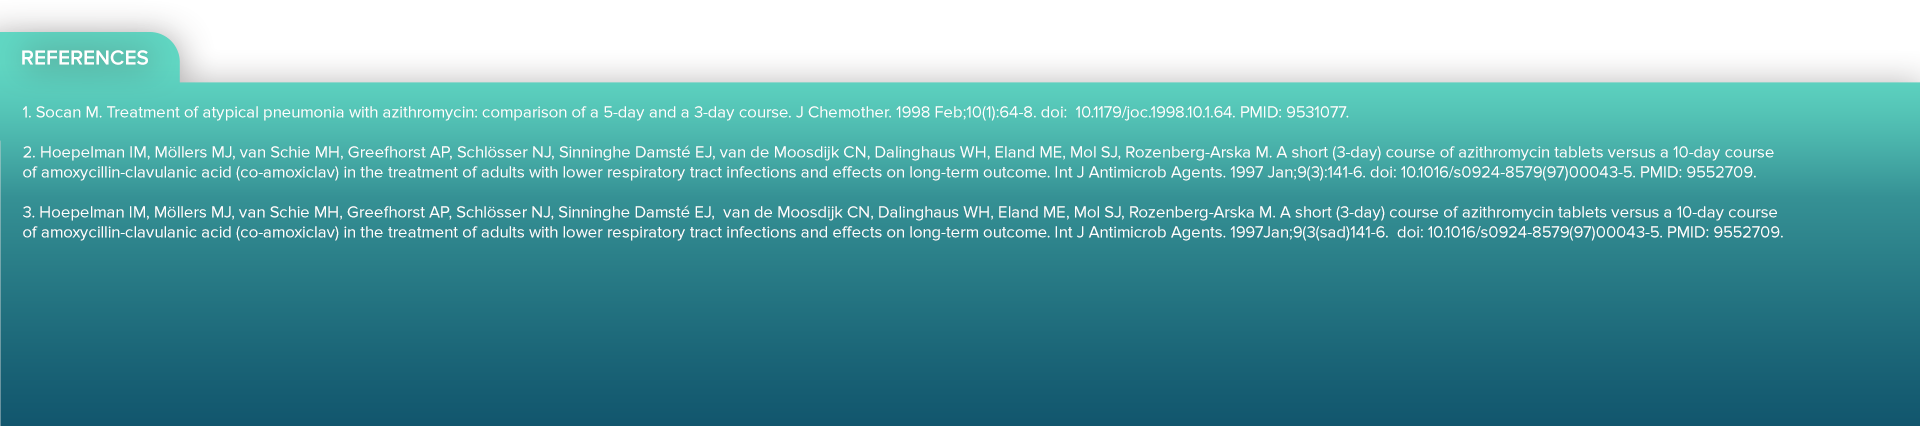 REFERENCES
1. Socan M. Treatment of atypical pneumonia with azithromycin: comparison of a 5-day and a 3-day course. J Chemother. 1998 Feb;10(1):64-8. doi:  10.1179/joc.1998.10.1.64. PMID: 9531077.
2. Hoepelman IM, Möllers MJ, van Schie MH, Greefhorst AP, Schlösser NJ, Sinninghe Damsté EJ, van de Moosdijk CN, Dalinghaus WH, Eland ME, Mol SJ, Rozenberg-Arska M. A short (3-day) course of azithromycin tablets versus a 10-day course
of amoxycillin-clavulanic acid (co-amoxiclav) in the treatment of adults with lower respiratory tract infections and effects on long-term outcome. Int J Antimicrob Agents. 1997 Jan;9(3):141-6. doi: 10.1016/s0924-8579(97)00043-5. PMID: 9552709.
3. Hoepelman IM, Möllers MJ, van Schie MH, Greefhorst AP, Schlösser NJ, Sinninghe Damsté EJ,  van de Moosdijk CN, Dalinghaus WH, Eland ME, Mol SJ, Rozenberg-Arska M. A short (3-day) course of azithromycin tablets versus a 10-day course
of amoxycillin-clavulanic acid (co-amoxiclav) in the treatment of adults with lower respiratory tract infections and effects on long-term outcome. Int J Antimicrob Agents. 1997Jan;9(3(sad)141-6.  doi: 10.1016/s0924-8579(97)00043-5. PMID: 9552709.